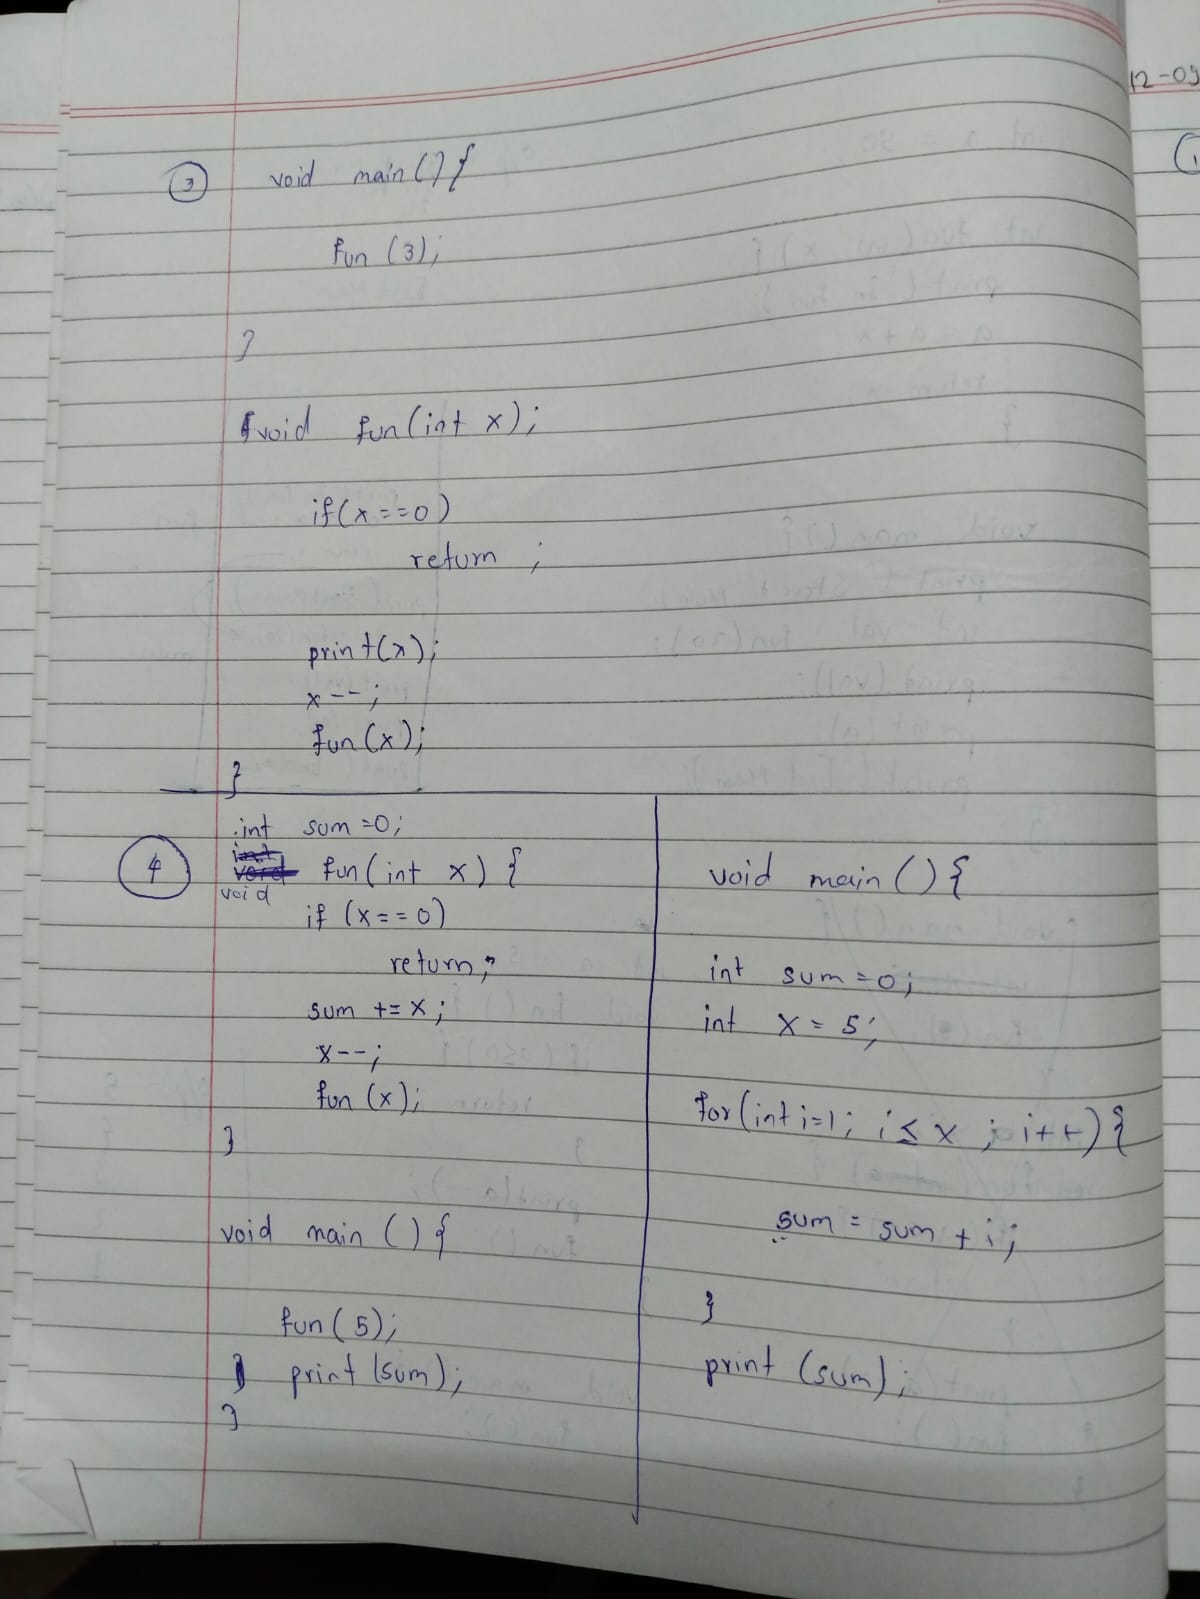 12-09
3 void main() {
fun (3);
}
void fun(int x);
if(x==0)
return ;
print(x);
x--;
fun(x);
}
int sum =0;
4 void fun(int x) {
if (x==0)
return;
sum += x;
x--;
fun (x);
}
void main () {
fun(5);
print (sum);
}
void main () {
int sum=0;
int x = 5;
for(int i=1; i≤x ; i++) {
sum = sum + i;
}
print (sum);